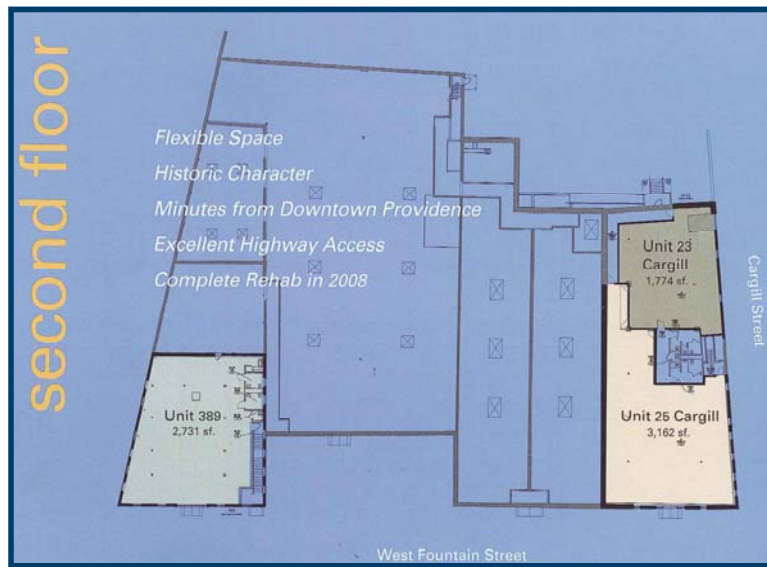 second floor
Flexible Space
Historic Character
Minutes from Downtown Providence
Excellent Highway Access
Complete Rehab in 2008
Unit 23
Cargill
1,774 sf.
Cargill Street
Unit 389
2,731 sf.
Unit 25 Cargill
3,162 sf.
West Fountain Street